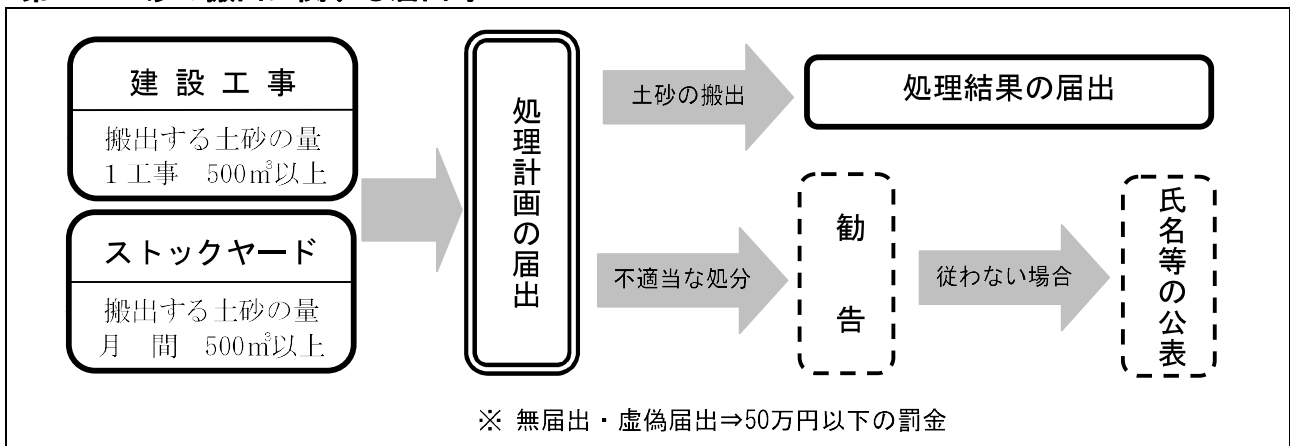 建設工事
搬出する土砂の量
1工事 500㎥以上
ストックヤード
搬出する土砂の量
月 間 500㎥以上
処理計画の届出
土砂の搬出
処理結果の届出
不適当な処分
勧告
従わない場合
氏名等の公表
※ 無届出・虚偽届出⇒50万円以下の罰金